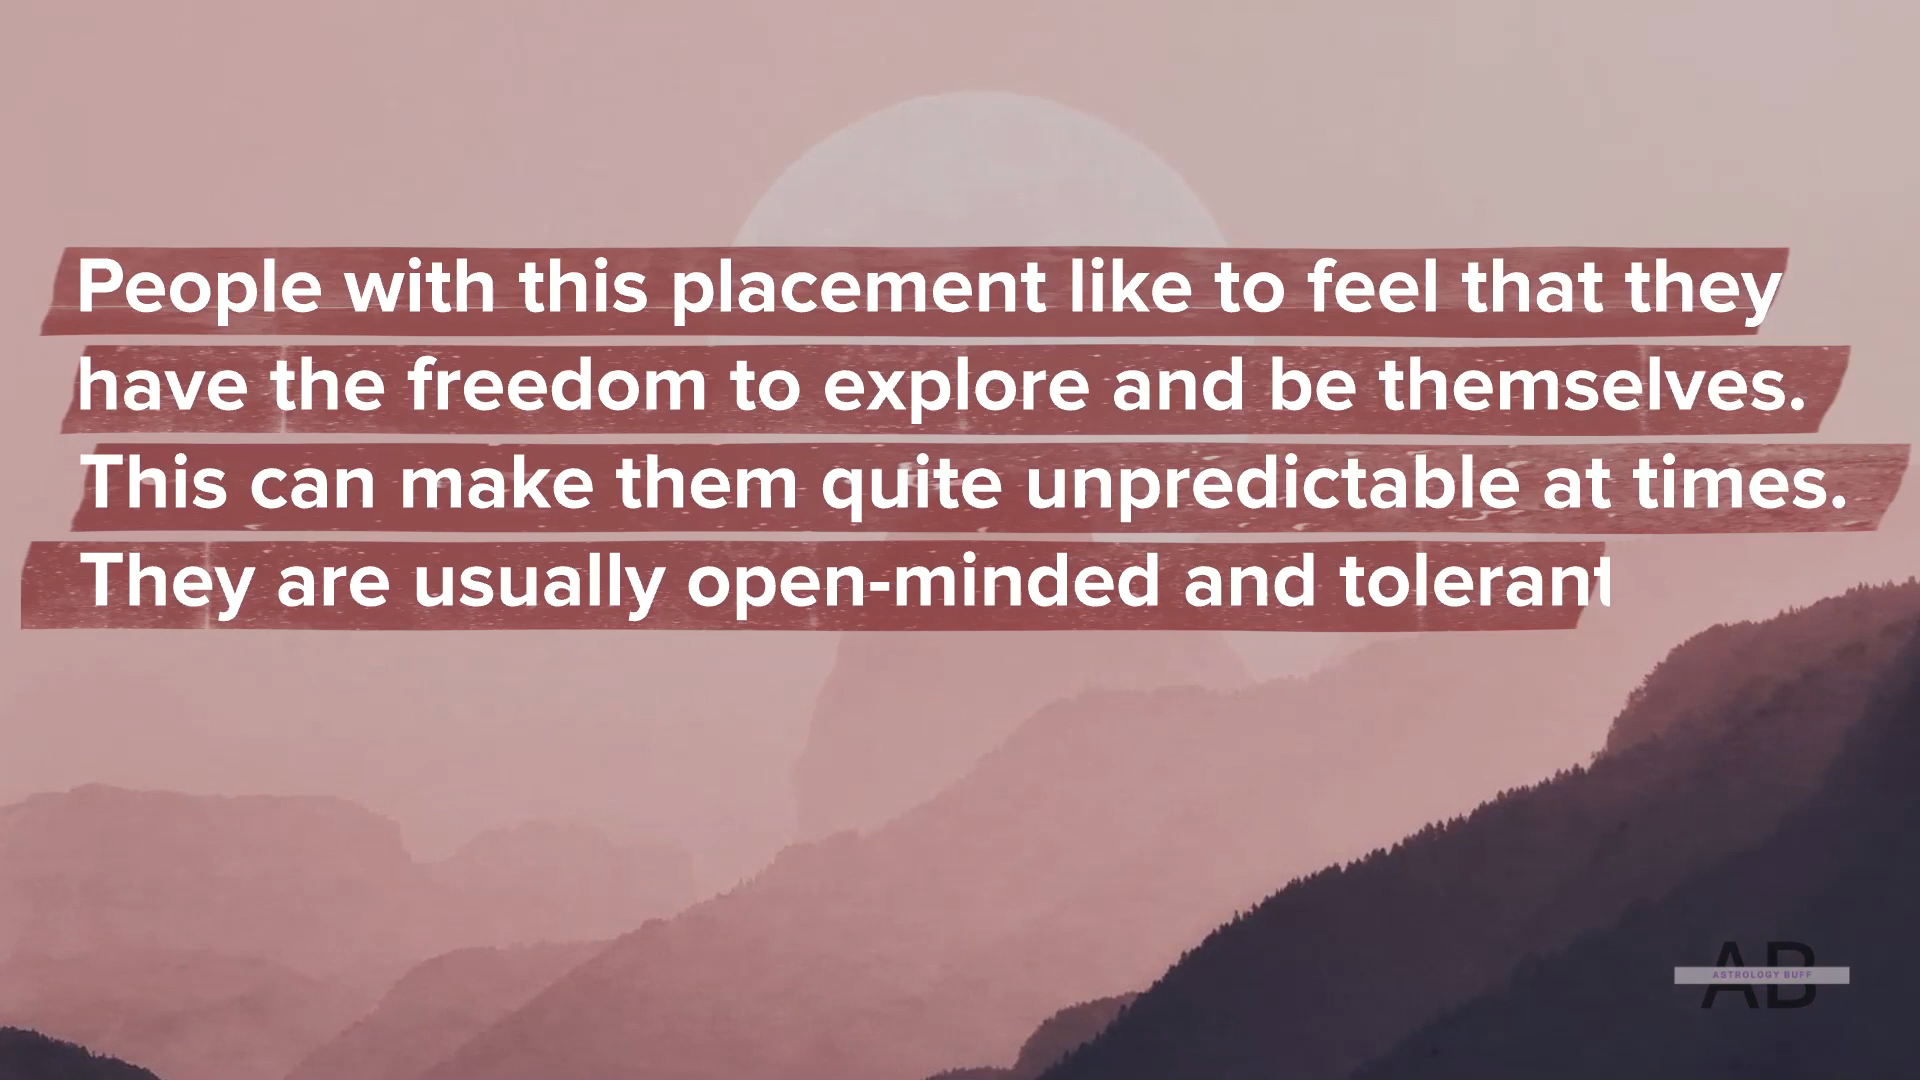 People with this placement like to feel that they
have the freedom to explore and be themselves.
This can make them quite unpredictable at times.
They are usually open-minded and tolerant
AB
ASTROLOGY BUFF